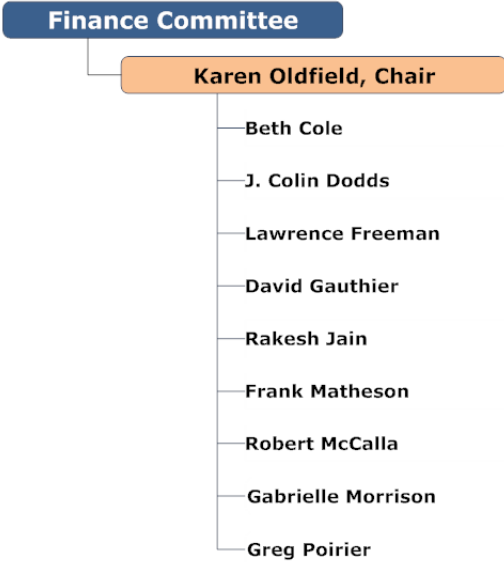 Finance Committee
Karen Oldfield, Chair
Beth Cole
J. Colin Dodds
Lawrence Freeman
David Gauthier
Rakesh Jain
Frank Matheson
Robert McCalla
Gabrielle Morrison
Greg Poirier